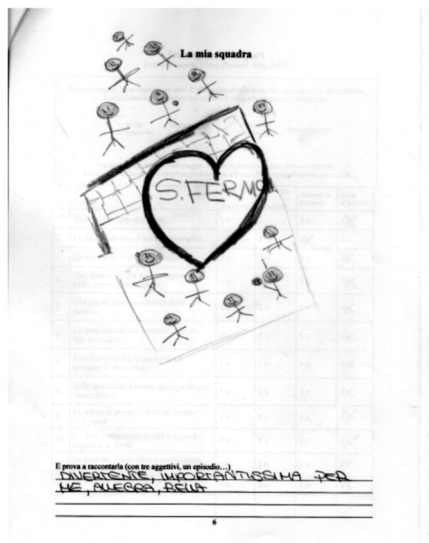 La mia squadra
S.FERMO
E prova a raccontarla (con tre aggettivi, un episodio...)
DIVERTENTE, IMPORTANTISSIMA PER
ME, ALLEGRA, BELLA
6